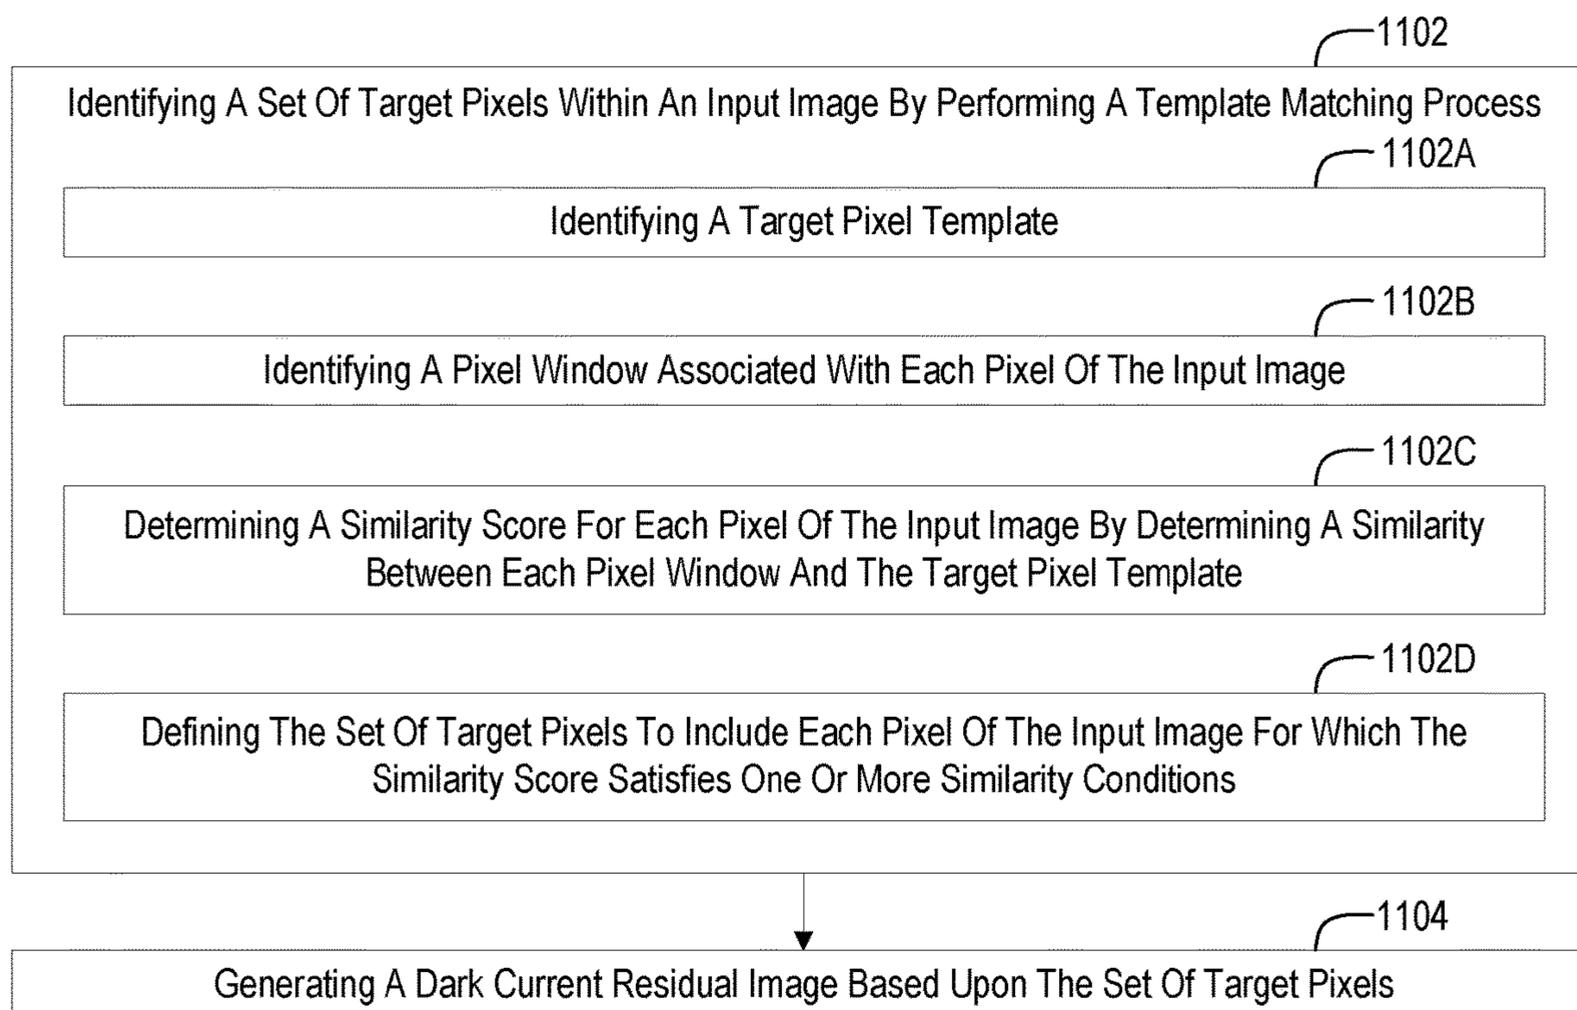 1102
Identifying A Set Of Target Pixels Within An Input Image By Performing A Template Matching Process
1102A
Identifying A Target Pixel Template
1102B
Identifying A Pixel Window Associated With Each Pixel Of The Input Image
1102C
Determining A Similarity Score For Each Pixel Of The Input Image By Determining A Similarity
Between Each Pixel Window And The Target Pixel Template
1102D
Defining The Set Of Target Pixels To Include Each Pixel Of The Input Image For Which The
Similarity Score Satisfies One Or More Similarity Conditions
1104
Generating A Dark Current Residual Image Based Upon The Set Of Target Pixels